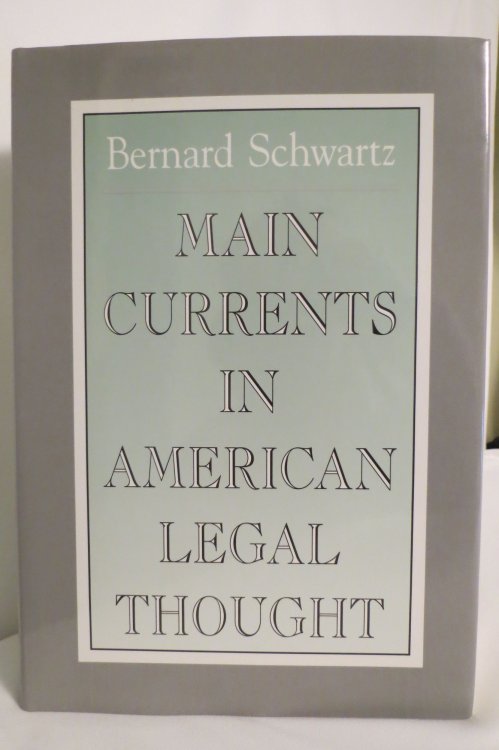 Bernard Schwartz
MAIN
CURRENTS
IN
AMERICAN
LEGAL
THOUGHT